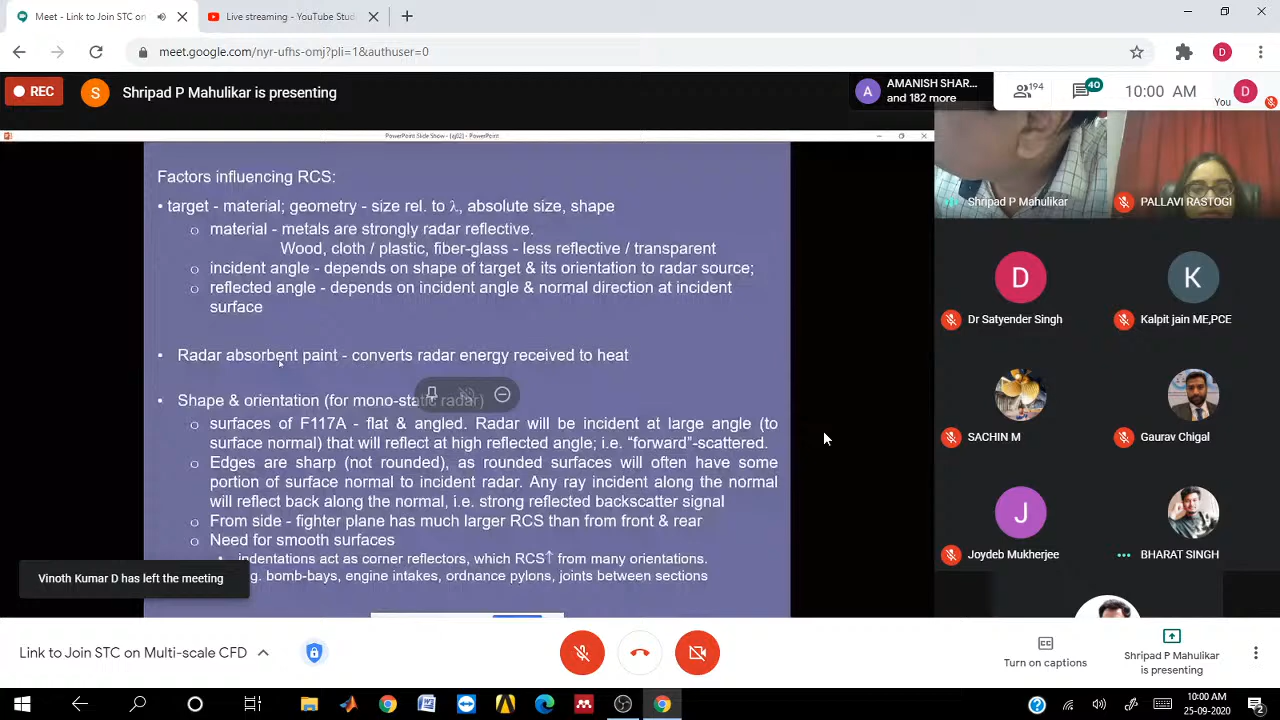 Meet - Link to Join STC on
Live streaming - YouTube Stud
meet.google.com/nyr-ufhs-omj?pli=1&authuser=0
D
REC
S
Shripad P Mahulikar is presenting
A
AMANISH SHAR...
and 182 more
194
40
10:00 AM
You
D
PowerPoint Slide Show - [q02] - PowerPoint
Factors influencing RCS:
• target - material; geometry - size rel. to λ, absolute size, shape
o material - metals are strongly radar reflective.
Wood, cloth / plastic, fiber-glass - less reflective / transparent
o incident angle - depends on shape of target & its orientation to radar source;
o reflected angle - depends on incident angle & normal direction at incident
surface
• Radar absorbent paint - converts radar energy received to heat
• Shape & orientation (for mono-static radar)
o surfaces of F117A - flat & angled. Radar will be incident at large angle (to
surface normal) that will reflect at high reflected angle; i.e. “forward”-scattered.
o Edges are sharp (not rounded), as rounded surfaces will often have some
portion of surface normal to incident radar. Any ray incident along the normal
will reflect back along the normal, i.e. strong reflected backscatter signal
o From side - fighter plane has much larger RCS than from front & rear
o Need for smooth surfaces
• indentations act as corner reflectors, which RCS↑ from many orientations.
g. bomb-bays, engine intakes, ordnance pylons, joints between sections
Shripad P Mahulikar
PALLAVI RASTOGI
D
Dr Satyender Singh
K
Kalpit jain ME,PCE
SACHIN M
Gaurav Chigal
J
Joydeb Mukherjee
BHARAT SINGH
Vinoth Kumar D has left the meeting
Link to Join STC on Multi-scale CFD
Turn on captions
Shripad P Mahulikar
is presenting
10:00 AM
25-09-2020
2